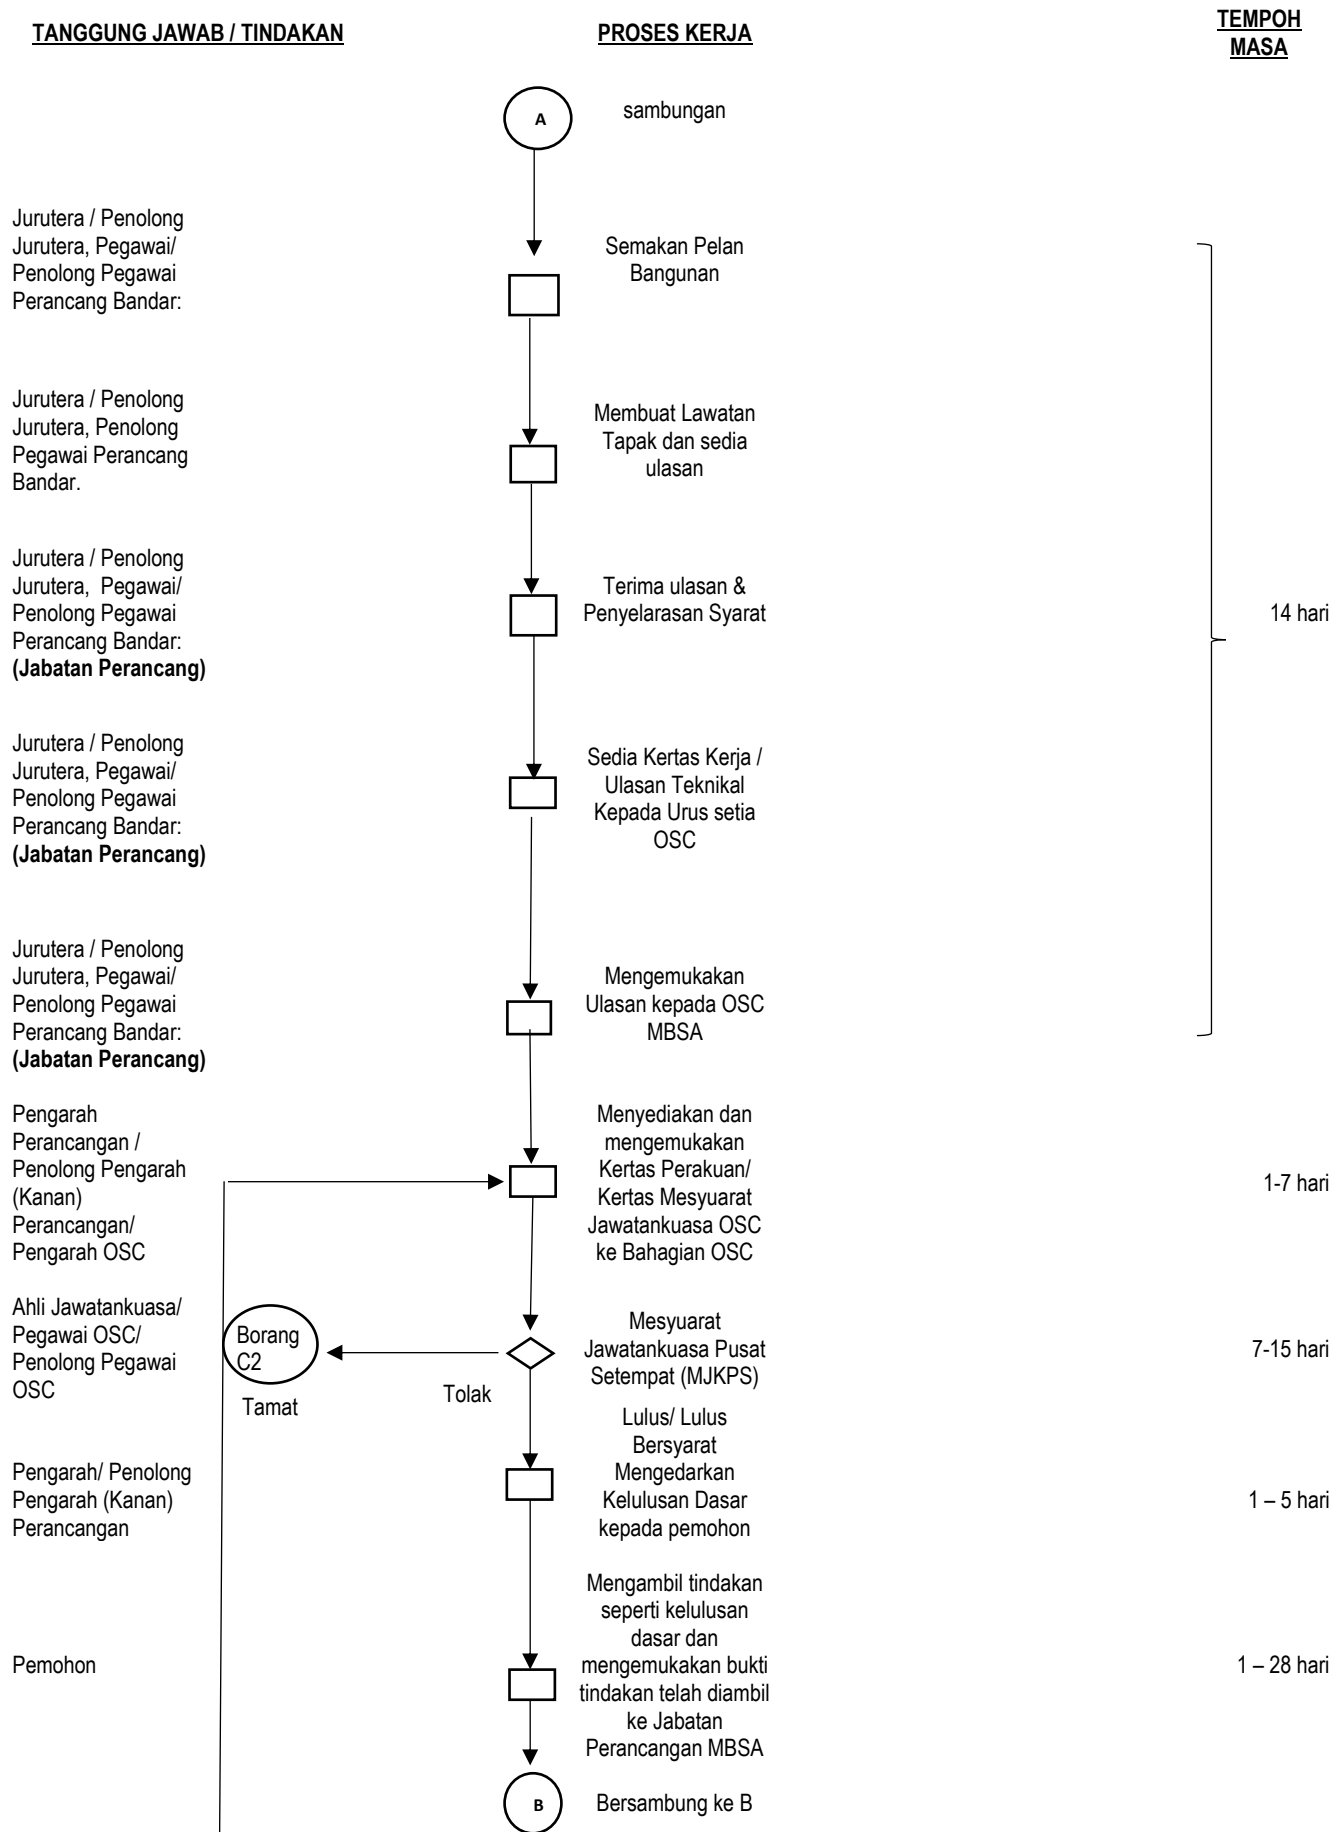 TANGGUNG JAWAB / TINDAKAN
PROSES KERJA
TEMPOH
MASA
A
sambungan
Jurutera / Penolong
Jurutera, Pegawai/
Penolong Pegawai
Perancang Bandar:
Semakan Pelan
Bangunan
Jurutera / Penolong
Jurutera, Penolong
Pegawai Perancang
Bandar.
Membuat Lawatan
Tapak dan sedia
ulasan
Jurutera / Penolong
Jurutera, Pegawai/
Penolong Pegawai
Perancang Bandar:
(Jabatan Perancang)
Terima ulasan &
Penyelarasan Syarat
14 hari
Jurutera / Penolong
Jurutera, Pegawai/
Penolong Pegawai
Perancang Bandar:
(Jabatan Perancang)
Sedia Kertas Kerja /
Ulasan Teknikal
Kepada Urus setia
OSC
Jurutera / Penolong
Jurutera, Pegawai/
Penolong Pegawai
Perancang Bandar:
(Jabatan Perancang)
Mengemukakan
Ulasan kepada OSC
MBSA
Pengarah
Perancangan /
Penolong Pengarah
(Kanan)
Perancangan/
Pengarah OSC
Menyediakan dan
mengemukakan
Kertas Perakuan/
Kertas Mesyuarat
Jawatankuasa OSC
ke Bahagian OSC
1-7 hari
Ahli Jawatankuasa/
Pegawai OSC/
Penolong Pegawai
OSC
Borang
C2
Tamat
Tolak
Mesyuarat
Jawatankuasa Pusat
Setempat (MJKPS)
7-15 hari
Lulus/ Lulus
Bersyarat
Pengarah/ Penolong
Pengarah (Kanan)
Perancangan
Mengedarkan
Kelulusan Dasar
kepada pemohon
1 – 5 hari
Pemohon
Mengambil tindakan
seperti kelulusan
dasar dan
mengemukakan bukti
tindakan telah diambil
ke Jabatan
Perancangan MBSA
1 – 28 hari
B
Bersambung ke B